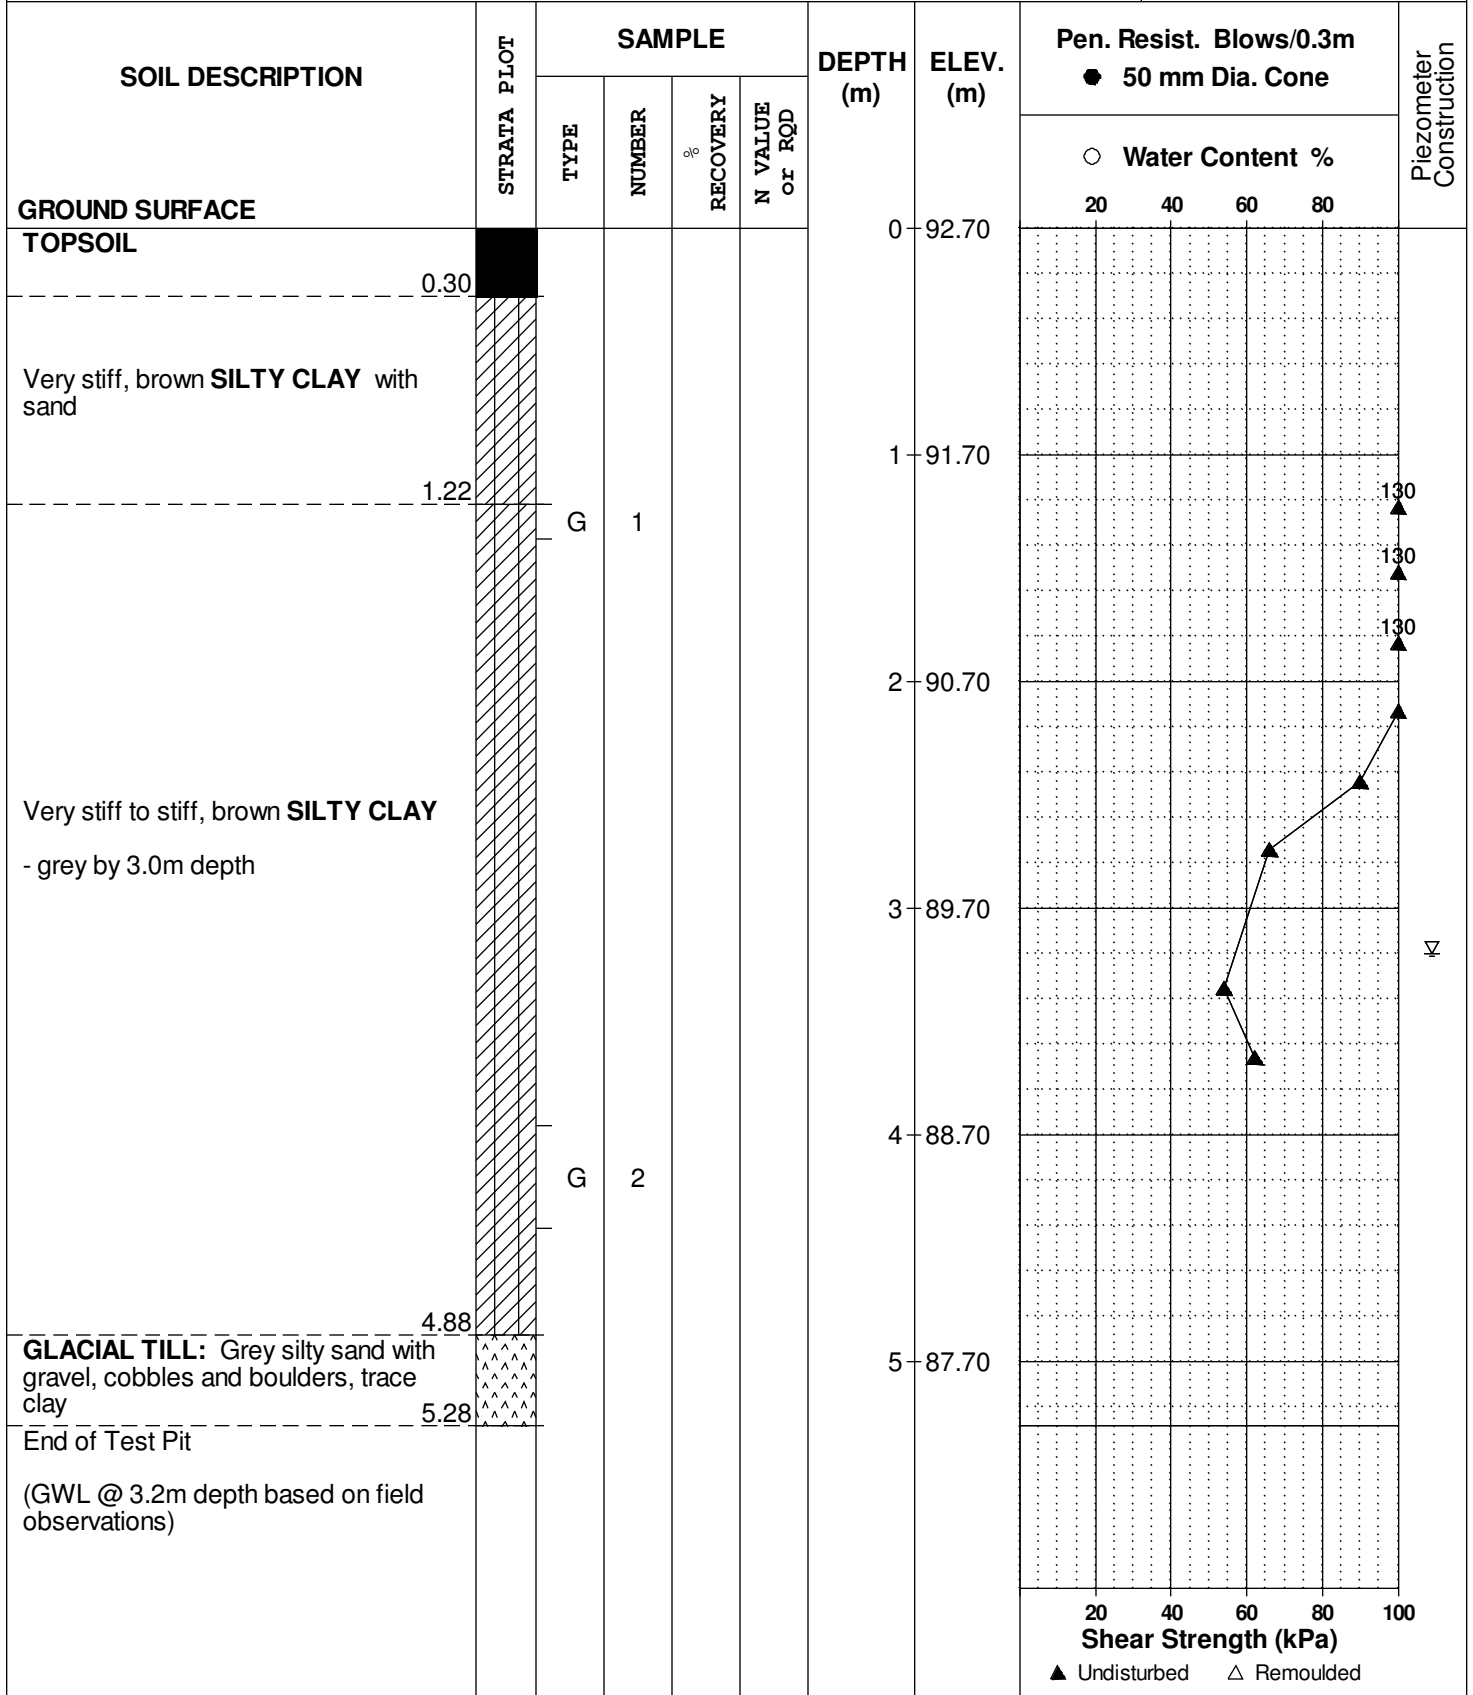 SOIL DESCRIPTION
GROUND SURFACE
STRATA PLOT
SAMPLE
TYPE
NUMBER
%
RECOVERY
N VALUE
or RQD
DEPTH
(m)
ELEV.
(m)
Pen. Resist. Blows/0.3m
● 50 mm Dia. Cone
○ Water Content %
20 40 60 80
Piezometer
Construction
TOPSOIL
0.30
Very stiff, brown SILTY CLAY with
sand
1.22
G 1
Very stiff to stiff, brown SILTY CLAY
- grey by 3.0m depth
G 2
4.88
GLACIAL TILL: Grey silty sand with
gravel, cobbles and boulders, trace
clay
5.28
End of Test Pit
(GWL @ 3.2m depth based on field
observations)
0 92.70
1 91.70
2 90.70
3 89.70
4 88.70
5 87.70
130
130
130
20 40 60 80 100
Shear Strength (kPa)
▲ Undisturbed △ Remoulded